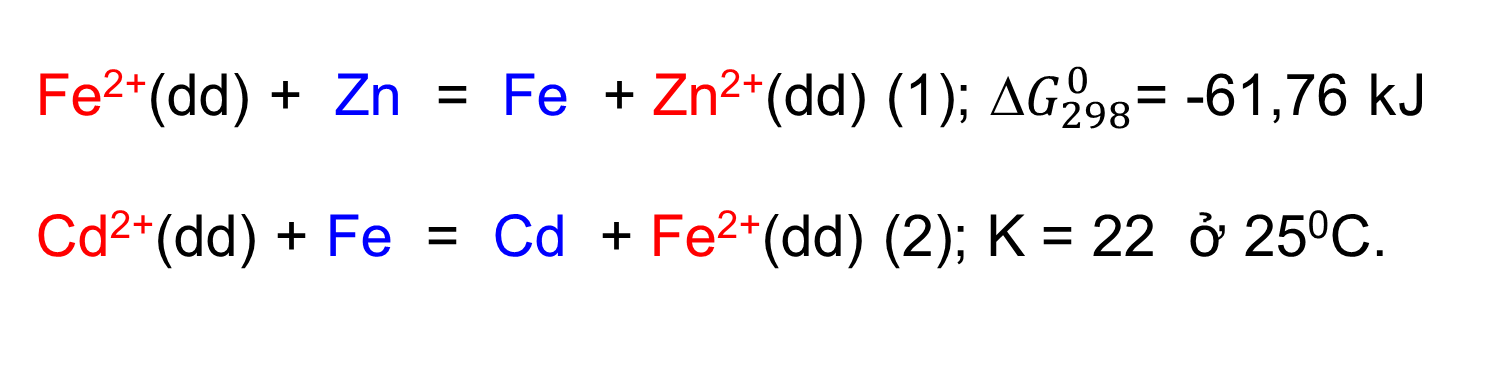 Fe²⁺(dd) + Zn = Fe + Zn²⁺(dd) (1); Δ𝐺⁰₂₉₈= -61,76 kJ
Cd²⁺(dd) + Fe = Cd + Fe²⁺(dd) (2); K = 22 ở 25⁰C.